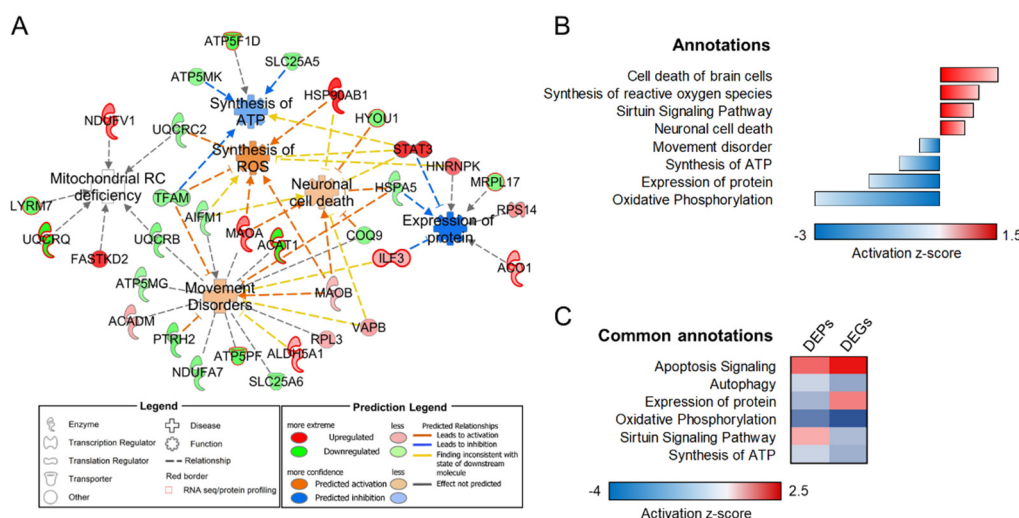 A
ATP5F1D
SLC25A5
ATP5MK
Synthesis of
ATP
HSP90AB1
NDUFV1
UQCRC2
HYOU1
Synthesis of
ROS
STAT3
HNRNPK
Mitochondrial RC
deficiency
Neuronal
cell death
HSPA5
MRPL17
LYRM7
TFAM
RPS14
AIFM1
Expression of
protein
UQCRQ
UQCRB
MAOA
ACAT1
COQ9
FASTKD2
ILF3
ACO1
ATP5MG
Movement
Disorders
MAOB
ACADM
PTRH2
RPL3
VAPB
ATP5PF
ALDH5A1
NDUFA7
SLC25A6
Legend
Enzyme
Transcription Regulator
Translation Regulator
Transporter
Other
Disease
Function
Relationship
Red border
RNA seq/protein profiling
Prediction Legend
more extreme
less
Upregulated
Downregulated
more confidence
less
Predicted activation
Predicted inhibition
Predicted Relationships
Leads to activation
Leads to inhibition
Finding inconsistent with
state of downstream
molecule
Effect not predicted
B
Annotations
Cell death of brain cells
Synthesis of reactive oxygen species
Sirtuin Signaling Pathway
Neuronal cell death
Movement disorder
Synthesis of ATP
Expression of protein
Oxidative Phosphorylation
-3
1.5
Activation z-score
C
Common annotations
DEPs
DEGs
Apoptosis Signaling
Autophagy
Expression of protein
Oxidative Phosphorylation
Sirtuin Signaling Pathway
Synthesis of ATP
-4
2.5
Activation z-score